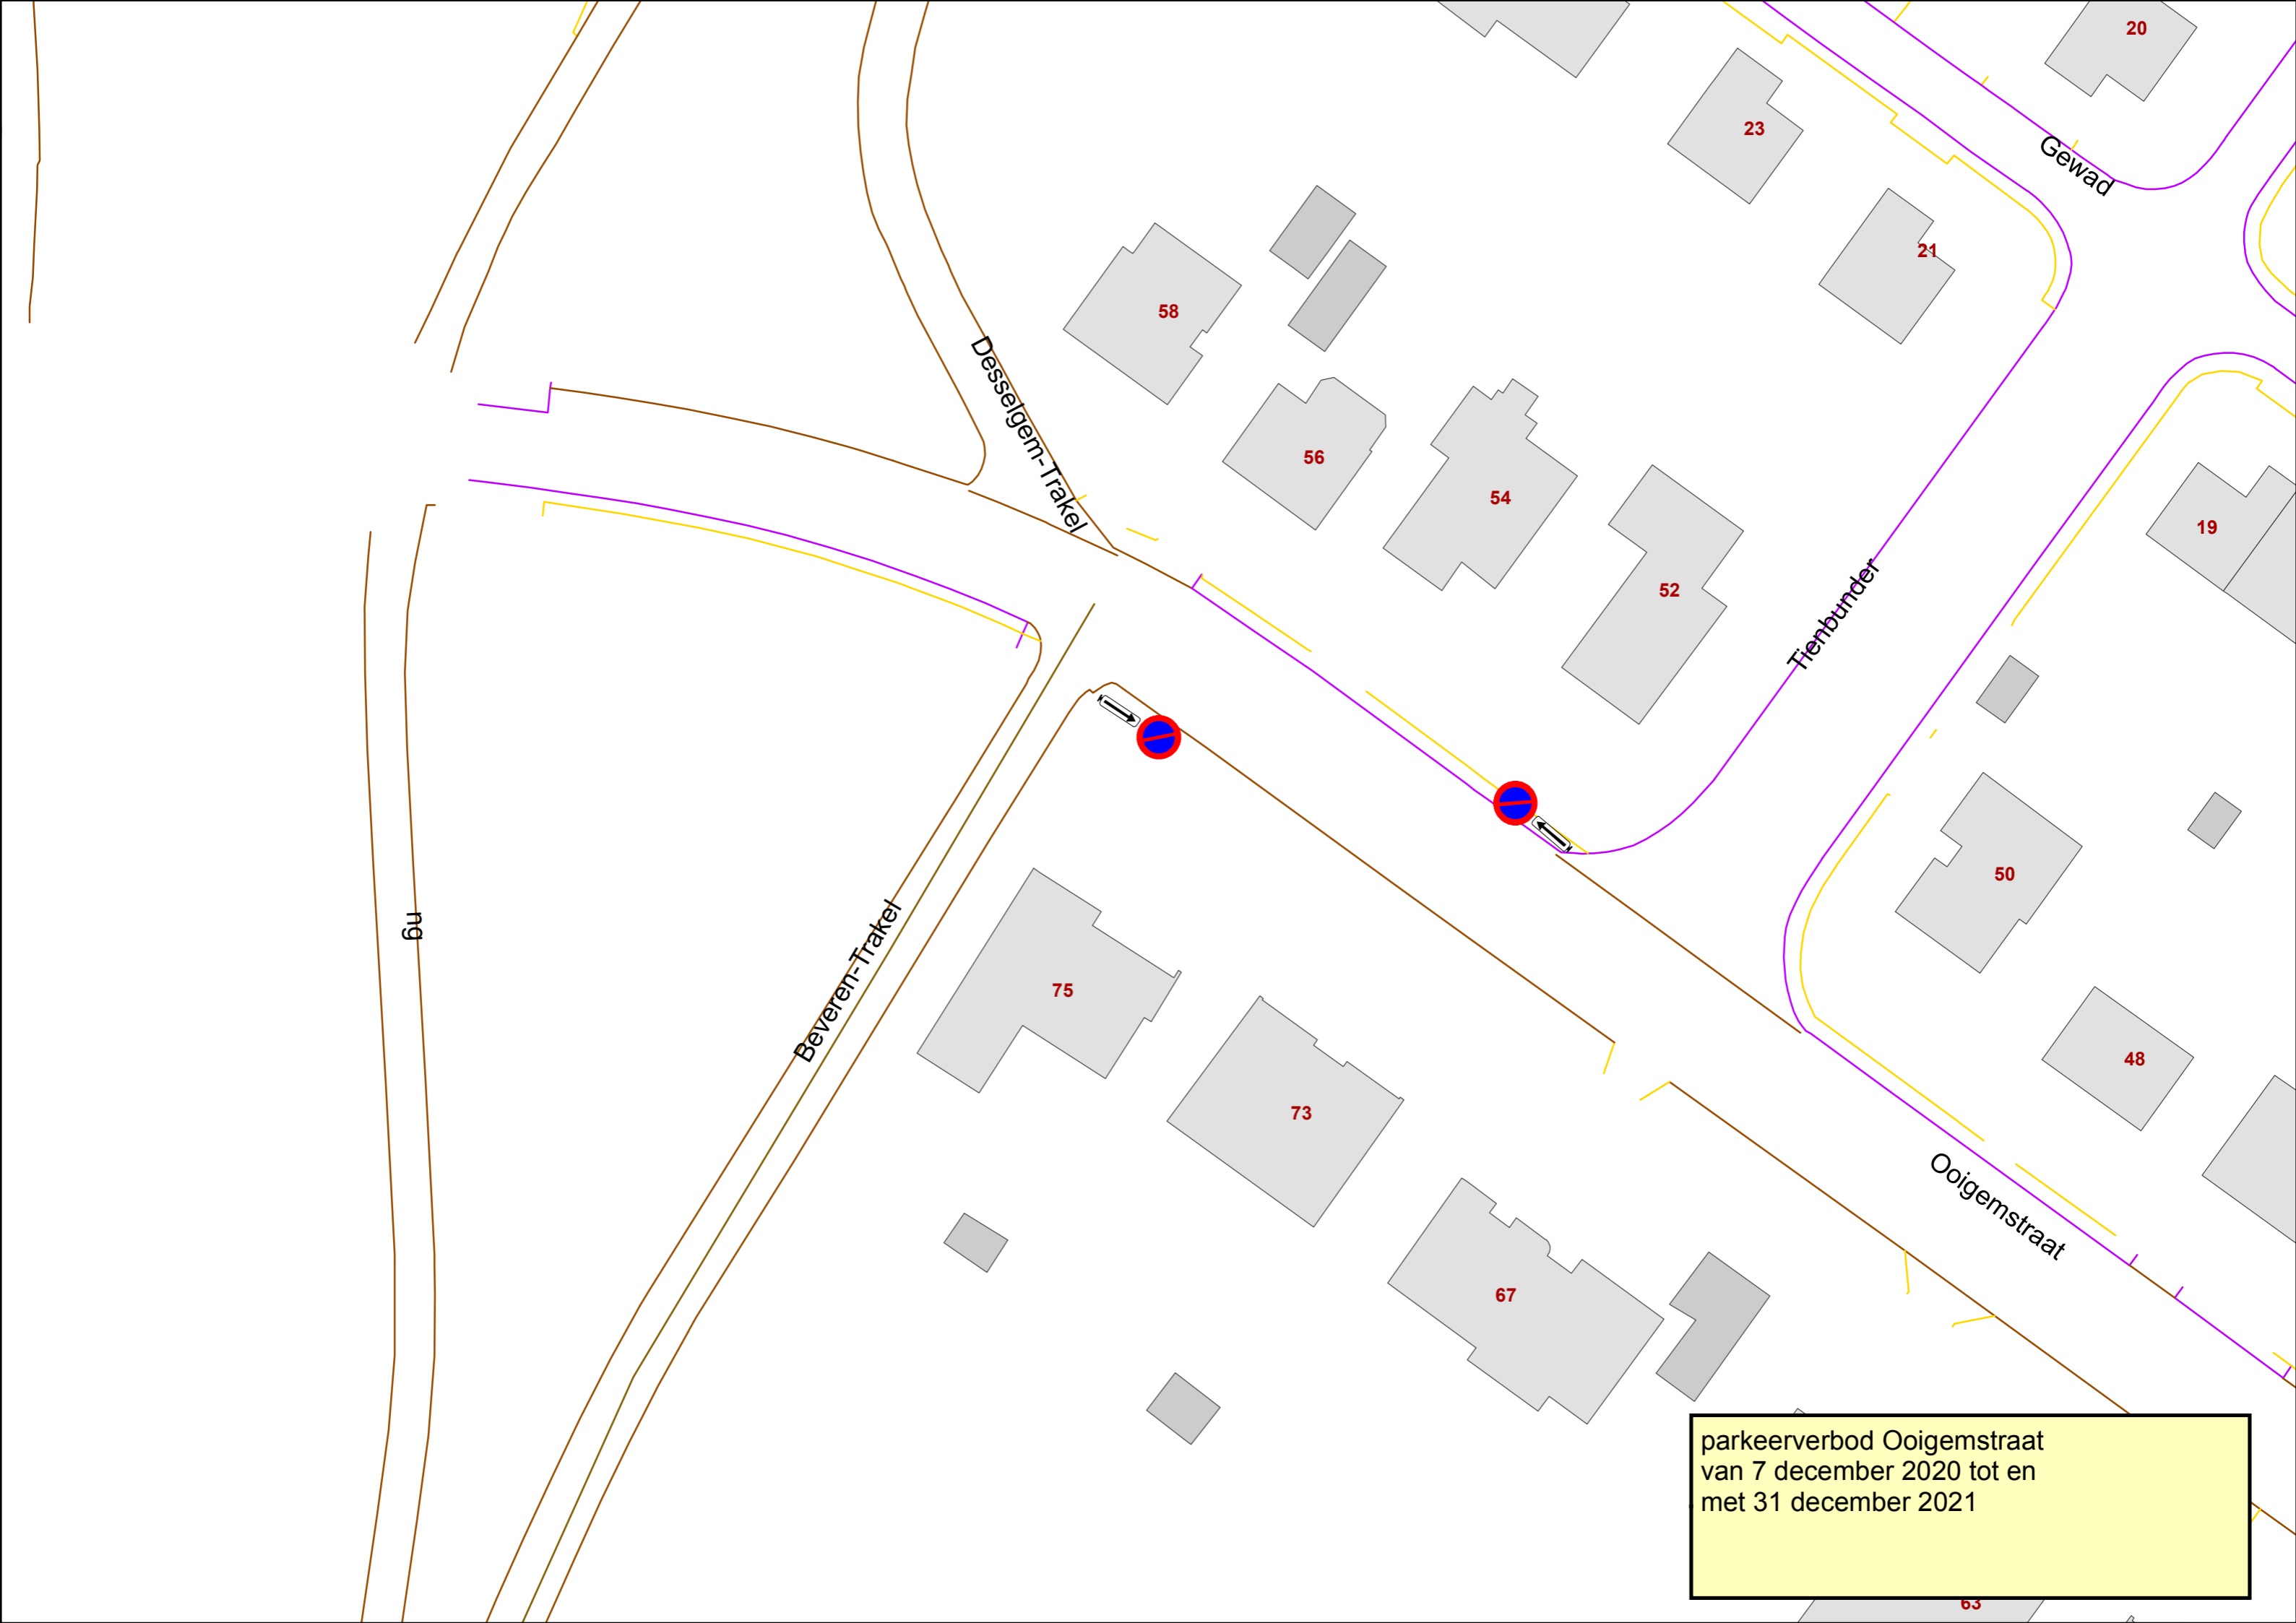 20
23
Gewad
21
58
Desselgem-Trakel
56
54
19
52
Tienbunder
50
ng
Beveren-Trakel
75
48
73
Ooigemstraat
67
parkeerverbod Ooigemstraat
van 7 december 2020 tot en
met 31 december 2021
63